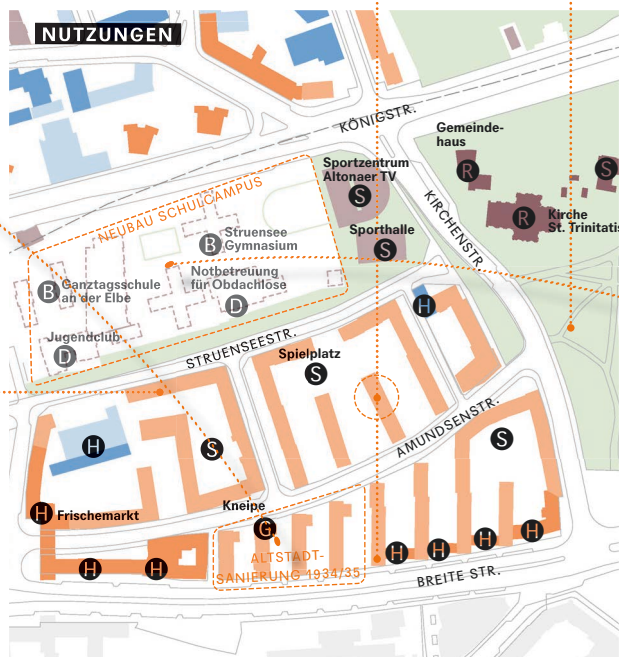 NUTZUNGEN
KÖNIGSTR.
Gemeinde-
haus
R
S
Sportzentrum
Altonaer TV
S
KIRCHENSTR.
R
Kirche
St. Trinitatis
NEUBAU SCHULCAMPUS
B
Struensee
Gymnasium
Sporthalle
S
Notbetreuung
für Obdachlose
D
B
Ganztagsschule
an der Elbe
Jugendclub
D
H
STRUENSEESTR.
Spielplatz
S
AMUNDSENSTR.
H
S
S
H
Frischemarkt
Kneipe
G
ALTSTADT-
SANIERUNG 1934/35
H
H
H
H
H
H
BREITE STR.